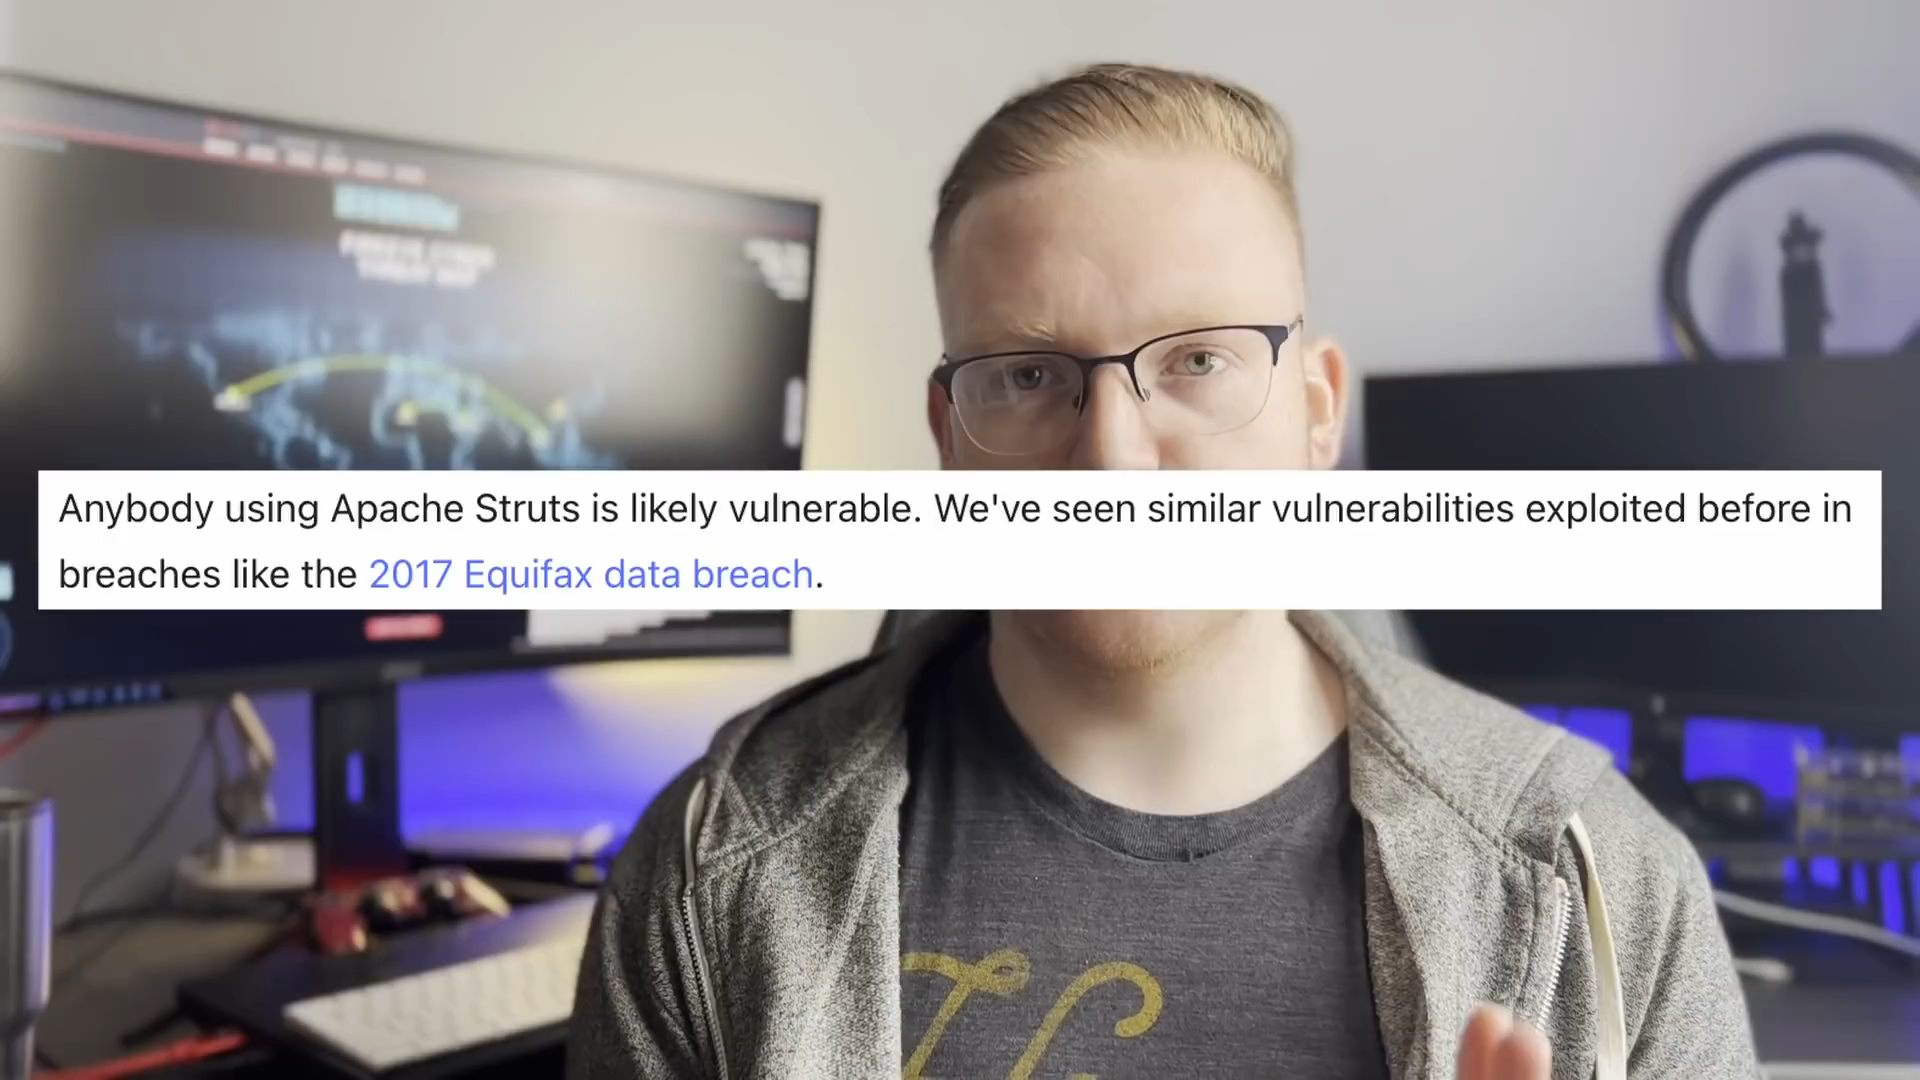 Anybody using Apache Struts is likely vulnerable. We've seen similar vulnerabilities exploited before in
breaches like the 2017 Equifax data breach.